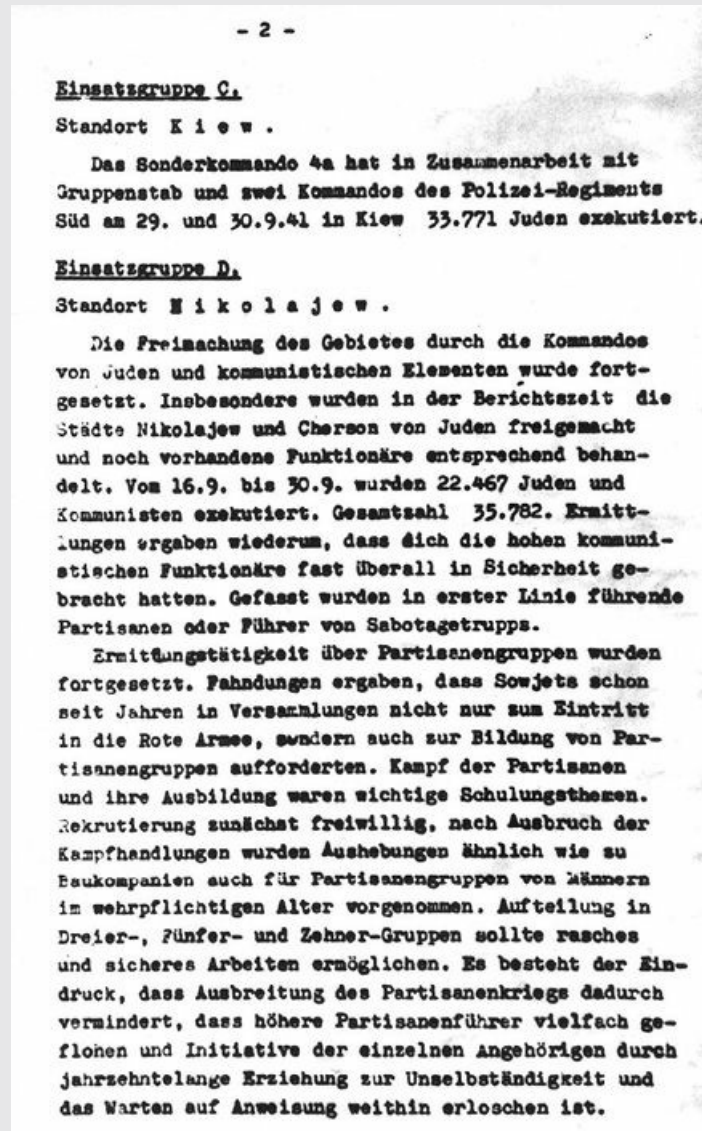 - 2 -
Einsatzgruppe C.
Standort K i e w .
Das Sonderkommando 4a hat in Zusammenarbeit mit
Gruppenstab und zwei Kommandos des Polizei-Regiments
Süd am 29. und 30.9.41 in Kiew 33.771 Juden exekutiert.
Einsatzgruppe D.
Standort N i k o l a j e w .
Die Freimachung des Gebietes durch die Kommandos
von Juden und kommunistischen Elementen wurde fort-
gesetzt. Insbesondere wurden in der Berichtszeit die
Städte Nikolajew und Cherson von Juden freigemacht
und noch vorhandene Funktionäre entsprechend behan-
delt. Vom 16.9. bis 30.9. wurden 22.467 Juden und
Kommunisten exekutiert. Gesamtzahl 35.782. Ermitt-
lungen ergaben wiederum, dass sich die hohen kommuni-
stischen Funktionäre fast überall in Sicherheit ge-
bracht hatten. Gefasst wurden in erster Linie führende
Partisanen oder Führer von Sabotagetrupps.
Ermittlungstätigkeit über Partisanengruppen wurden
fortgesetzt. Fahndungen ergaben, dass Sowjets schon
seit Jahren in Versammlungen nicht nur zum Eintritt
in die Rote Armee, sondern auch zur Bildung von Par-
tisanengruppen aufforderten. Kampf der Partisanen
und ihre Ausbildung waren wichtige Schulungsthemen.
Rekrutierung zunächst freiwillig, nach Ausbruch der
Kampfhandlungen wurden Aushebungen ähnlich wie zu
Baukompanien auch für Partisanengruppen von Männern
im wehrpflichtigen Alter vorgenommen. Aufteilung in
Dreier-, Fünfer- und Zehner-Gruppen sollte rasches
und sicheres Arbeiten ermöglichen. Es besteht der Ein-
druck, dass Ausbreitung des Partisanenkriegs dadurch
vermindert, dass höhere Partisanenführer vielfach ge-
flohen und Initiative der einzelnen Angehörigen durch
jahrzehntelange Erziehung zur Unselbständigkeit und
das Warten auf Anweisung weithin erloschen ist.